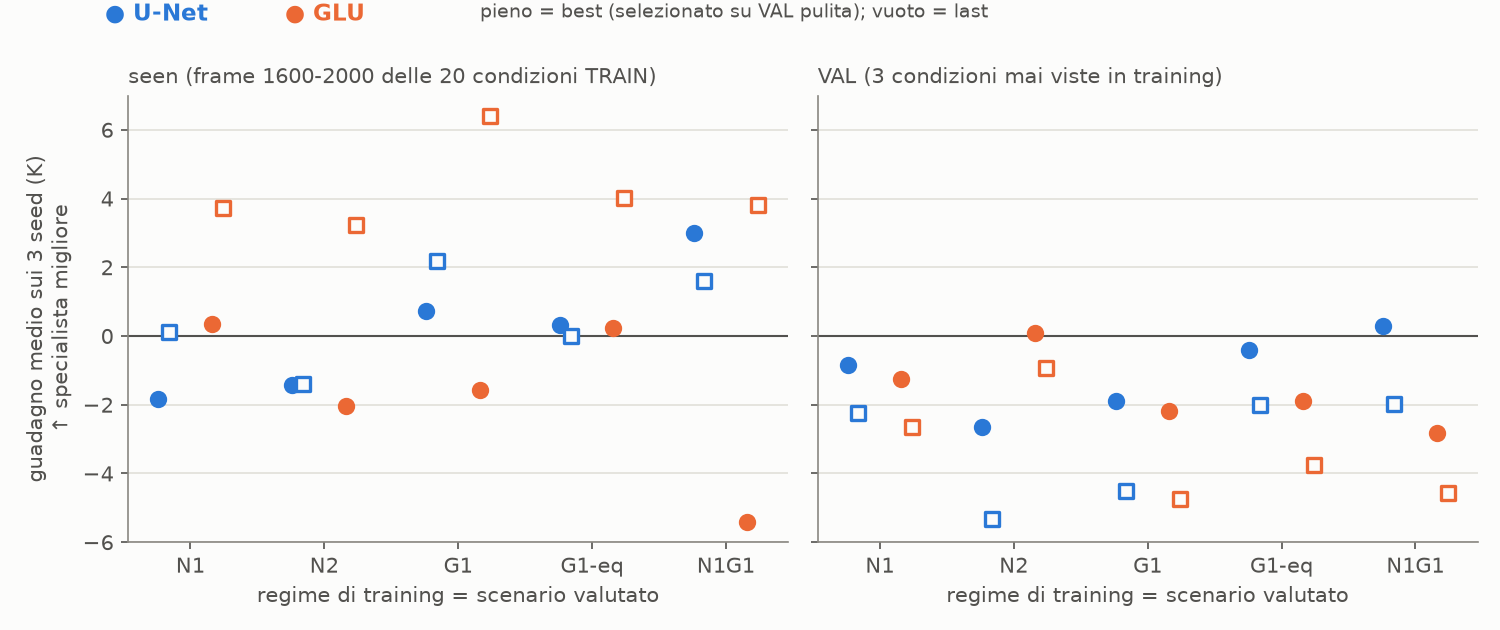 U-Net GLU pieno = best (selezionato su VAL pulita); vuoto = last
seen (frame 1600-2000 delle 20 condizioni TRAIN)
VAL (3 condizioni mai viste in training)
guadagno medio sui 3 seed (K)
↑ specialista migliore
6
4
2
0
−2
−4
−6
N1 N2 G1 G1-eq N1G1
N1 N2 G1 G1-eq N1G1
regime di training = scenario valutato
regime di training = scenario valutato